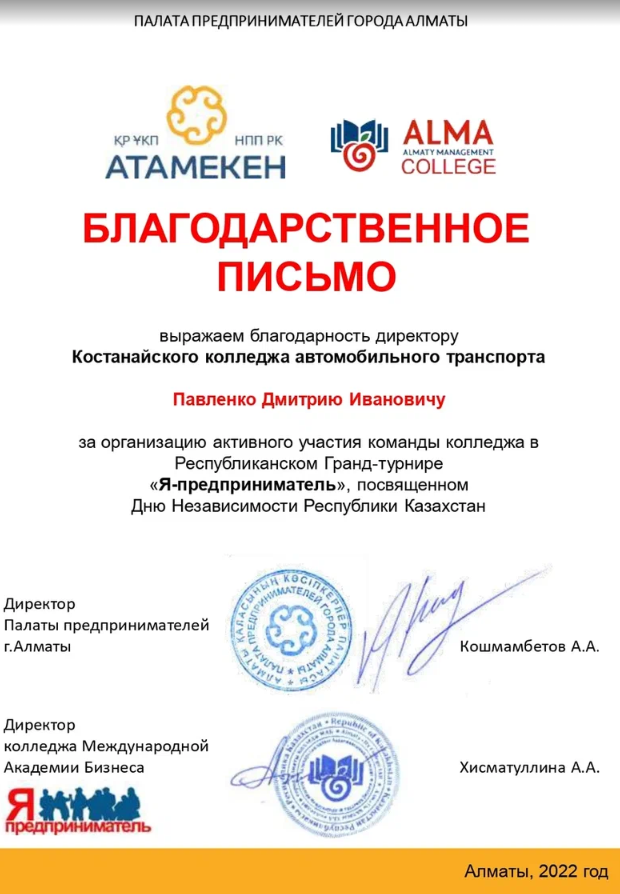 ПАЛАТА ПРЕДПРИНИМАТЕЛЕЙ ГОРОДА АЛМАТЫ
ҚР ҰКП НПП РК
АТАМЕКЕН
ALMA
ALMATY MANAGEMENT
COLLEGE
БЛАГОДАРСТВЕННОЕ
ПИСЬМО
выражаем благодарность директору
Костанайского колледжа автомобильного транспорта
Павленко Дмитрию Ивановичу
за организацию активного участия команды колледжа в
Республиканском Гранд-турнире
«Я-предприниматель», посвященном
Дню Независимости Республики Казахстан
Директор
Палаты предпринимателей
г.Алматы
АЛМАТЫ ҚАЛАСЫНЫҢ КӘСІПКЕРЛЕР ПАЛАТАСЫ
ПАЛАТА ПРЕДПРИНИМАТЕЛЕЙ ГОРОДА АЛМАТЫ
Кошмамбетов А.А.
Директор
колледжа Международной
Академии Бизнеса
Republic of Kazakhstan
Хисматуллина А.А.
Я
предприниматель
Алматы, 2022 год